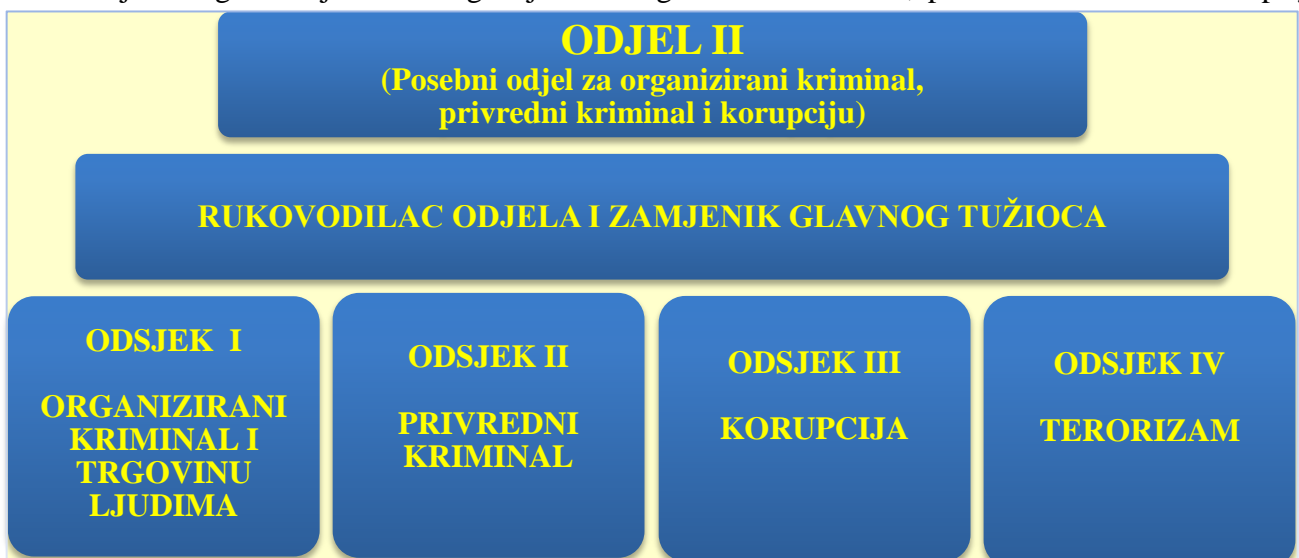 ODJEL II
(Posebni odjel za organizirani kriminal,
privredni kriminal i korupciju)
RUKOVODILAC ODJELA I ZAMJENIK GLAVNOG TUŽIOCA
ODSJEK I
ORGANIZIRANI
KRIMINAL I
TRGOVINU
LJUDIMA
ODSJEK II
PRIVREDNI
KRIMINAL
ODSJEK III
KORUPCIJA
ODSJEK IV
TERORIZAM